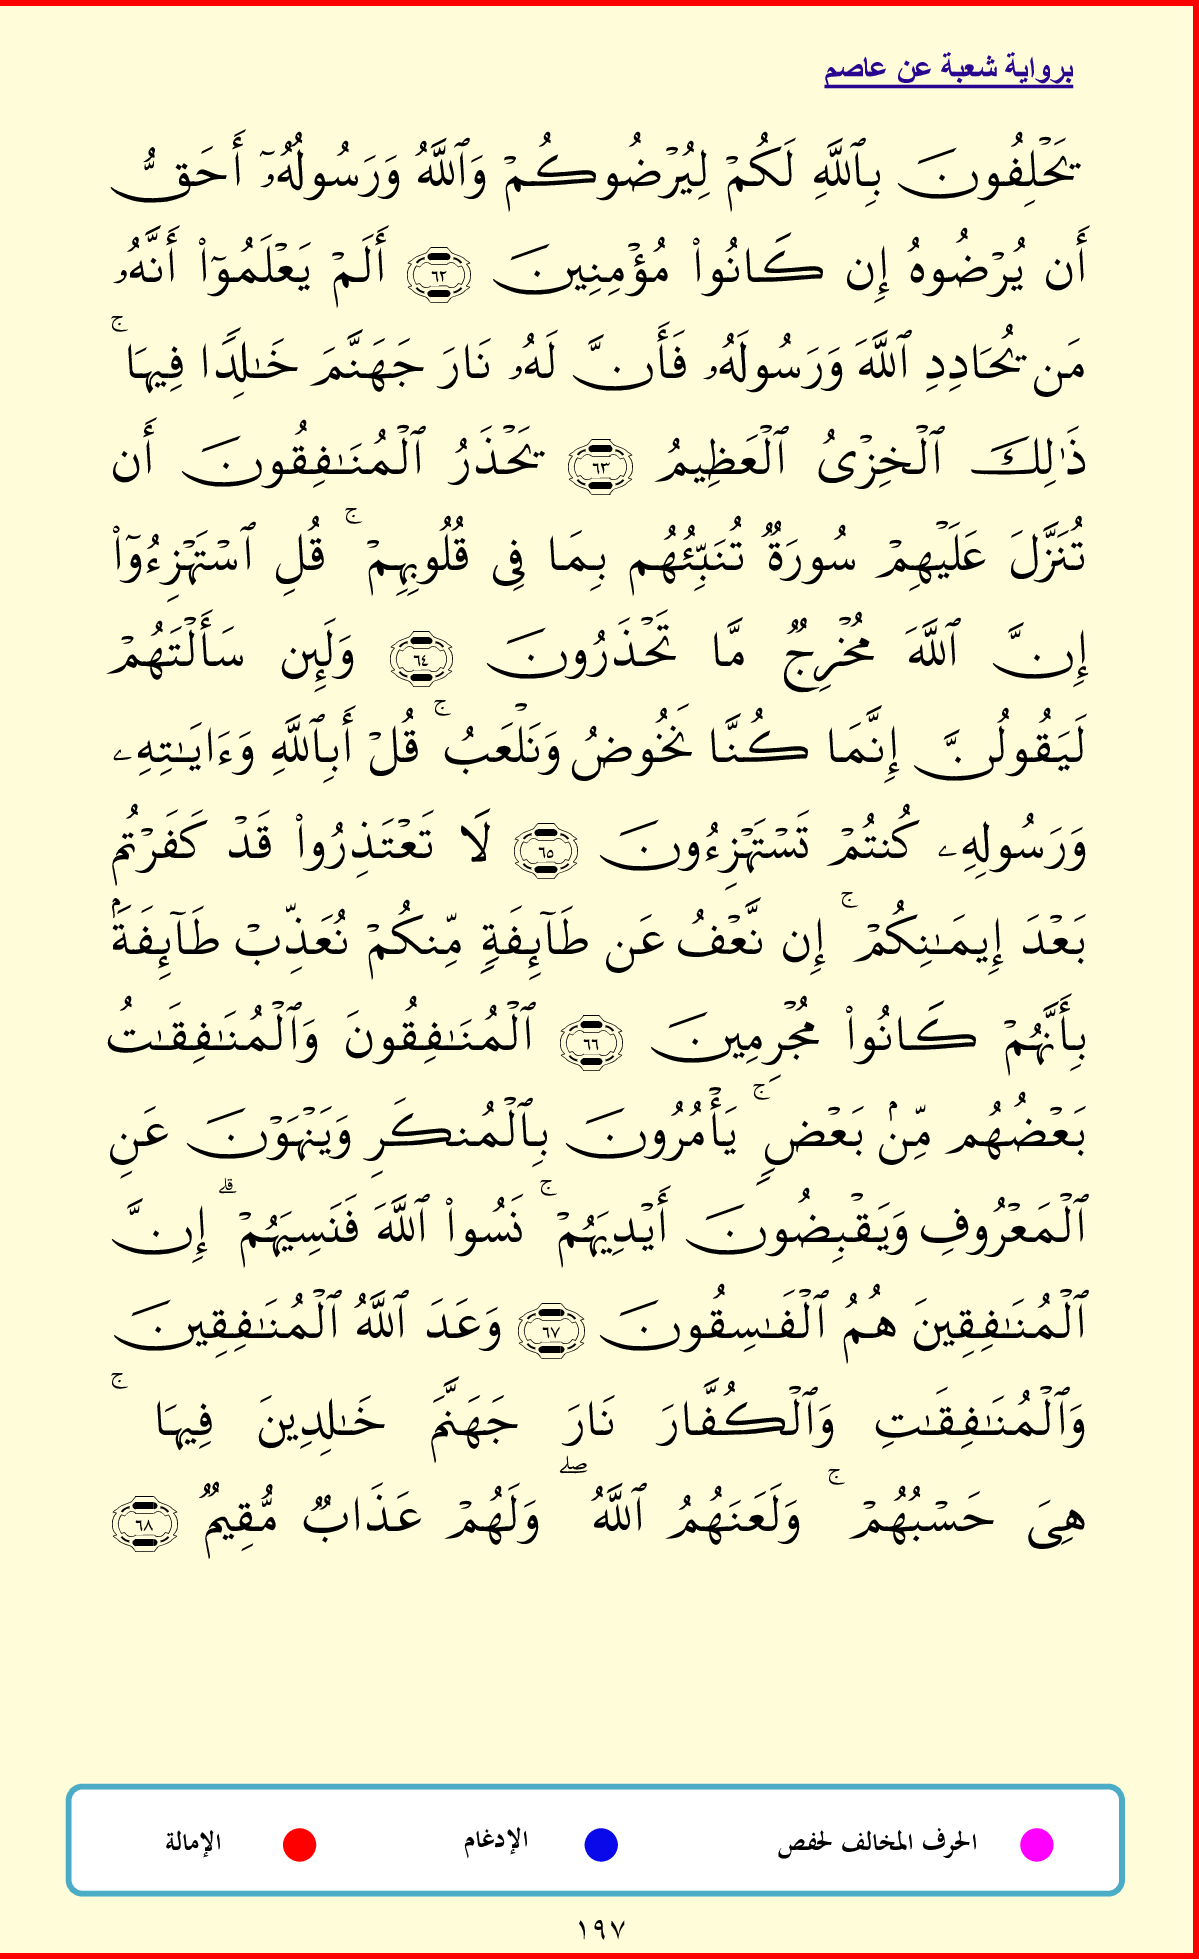 برواية شعبة عن عاصم
يَحْلِفُونَ بِٱللَّهِ لَكُمْ لِيُرْضُوكُمْ وَٱللَّهُ وَرَسُولُهُۥٓ أَحَقُّ
أَن يُرْضُوهُ إِن كَانُوا۟ مُؤْمِنِينَ ٦٢ أَلَمْ يَعْلَمُوٓا۟ أَنَّهُۥ
مَن يُحَادِدِ ٱللَّهَ وَرَسُولَهُۥ فَأَنَّ لَهُۥ نَارَ جَهَنَّمَ خَـٰلِدًا فِيهَا ۚ
ذَٰلِكَ ٱلْخِزْىُ ٱلْعَظِيمُ ٦٣ يَحْذَرُ ٱلْمُنَـٰفِقُونَ أَن
تُنَزَّلَ عَلَيْهِمْ سُورَةٌ تُنَبِّئُهُم بِمَا فِى قُلُوبِهِمْ ۚ قُلِ ٱسْتَهْزِءُوٓا۟
إِنَّ ٱللَّهَ مُخْرِجٌ مَّا تَحْذَرُونَ ٦٤ وَلَئِن سَأَلْتَهُمْ
لَيَقُولُنَّ إِنَّمَا كُنَّا نَخُوضُ وَنَلْعَبُ ۚ قُلْ أَبِٱللَّهِ وَءَايَـٰتِهِۦ
وَرَسُولِهِۦ كُنتُمْ تَسْتَهْزِءُونَ ٦٥ لَا تَعْتَذِرُوا۟ قَدْ كَفَرْتُم
بَعْدَ إِيمَـٰنِكُمْ ۚ إِن نَّعْفُ عَن طَآئِفَةٍ مِّنكُمْ نُعَذِّبْ طَآئِفَةَۢ
بِأَنَّهُمْ كَانُوا۟ مُجْرِمِينَ ٦٦ ٱلْمُنَـٰفِقُونَ وَٱلْمُنَـٰفِقَـٰتُ
بَعْضُهُم مِّنۢ بَعْضٍ ۚ يَأْمُرُونَ بِٱلْمُنكَرِ وَيَنْهَوْنَ عَنِ
ٱلْمَعْرُوفِ وَيَقْبِضُونَ أَيْدِيَهُمْ ۚ نَسُوا۟ ٱللَّهَ فَنَسِيَهُمْ ۗ إِنَّ
ٱلْمُنَـٰفِقِينَ هُمُ ٱلْفَـٰسِقُونَ ٦٧ وَعَدَ ٱللَّهُ ٱلْمُنَـٰفِقِينَ
وَٱلْمُنَـٰفِقَـٰتِ وَٱلْكُفَّارَ نَارَ جَهَنَّمَ خَـٰلِدِينَ فِيهَا ۚ
هِىَ حَسْبُهُمْ ۚ وَلَعَنَهُمُ ٱللَّهُ ۖ وَلَهُمْ عَذَابٌ مُّقِيمٌ ٦٨
الحرف المخالف لحفص الإدغام الإمالة
١٩٧